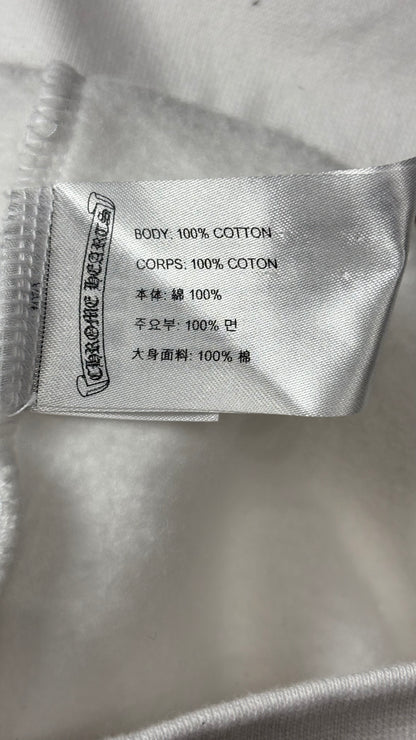 CHROME HEARTS
BODY: 100% COTTON
CORPS: 100% COTON
本体: 綿 100%
주요부: 100% 면
大身面料: 100% 棉